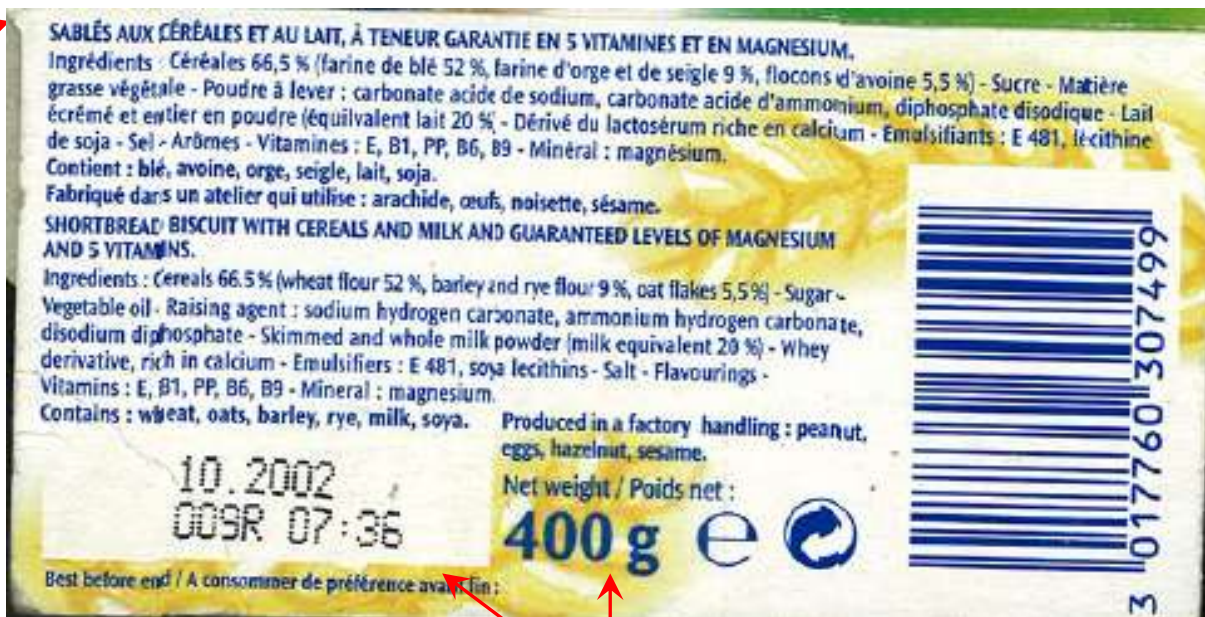 SABLÉS AUX CÉRÉALES ET AU LAIT, À TENEUR GARANTIE EN 5 VITAMINES ET EN MAGNESIUM.
Ingrédients : Céréales 66,5 % (farine de blé 52 %, farine d'orge et de seigle 9 %, flocons d'avoine 5,5 %) - Sucre - Matière
grasse végétale - Poudre à lever : carbonate acide de sodium, carbonate acide d'ammonium, diphosphate disodique - Lait
écrémé et entier en poudre (équilvalent lait 20 %) - Dérivé du lactosérum riche en calcium - Emulsifiants : E 481, lécithine
de soja - Sel - Arômes - Vitamines : E, B1, PP, B6, B9 - Minéral : magnésium.
Contient : blé, avoine, orge, seigle, lait, soja.
Fabriqué dans un atelier qui utilise : arachide, œufs, noisette, sésame.
SHORTBREAD BISCUIT WITH CEREALS AND MILK AND GUARANTEED LEVELS OF MAGNESIUM
AND 5 VITAMINS.
Ingredients : Cereals 66.5 % (wheat flour 52 %, barley and rye flour 9 %, oat flakes 5,5 %) - Sugar -
Vegetable oil - Raising agent : sodium hydrogen carbonate, ammonium hydrogen carbonate,
disodium diphosphate - Skimmed and whole milk powder (milk equivalent 20 %) - Whey
derivative, rich in calcium - Emulsifiers : E 481, soya lecithins - Salt - Flavourings -
Vitamins : E, B1, PP, B6, B9 - Mineral : magnesium.
Contains : wheat, oats, barley, rye, milk, soya.
Produced in a factory handling : peanut,
eggs, hazelnut, sesame.
10.2002
009R 07:36
Net weight / Poids net :
400 g e
Best before end / A consommer de préférence avant fin :
3 017760 307499